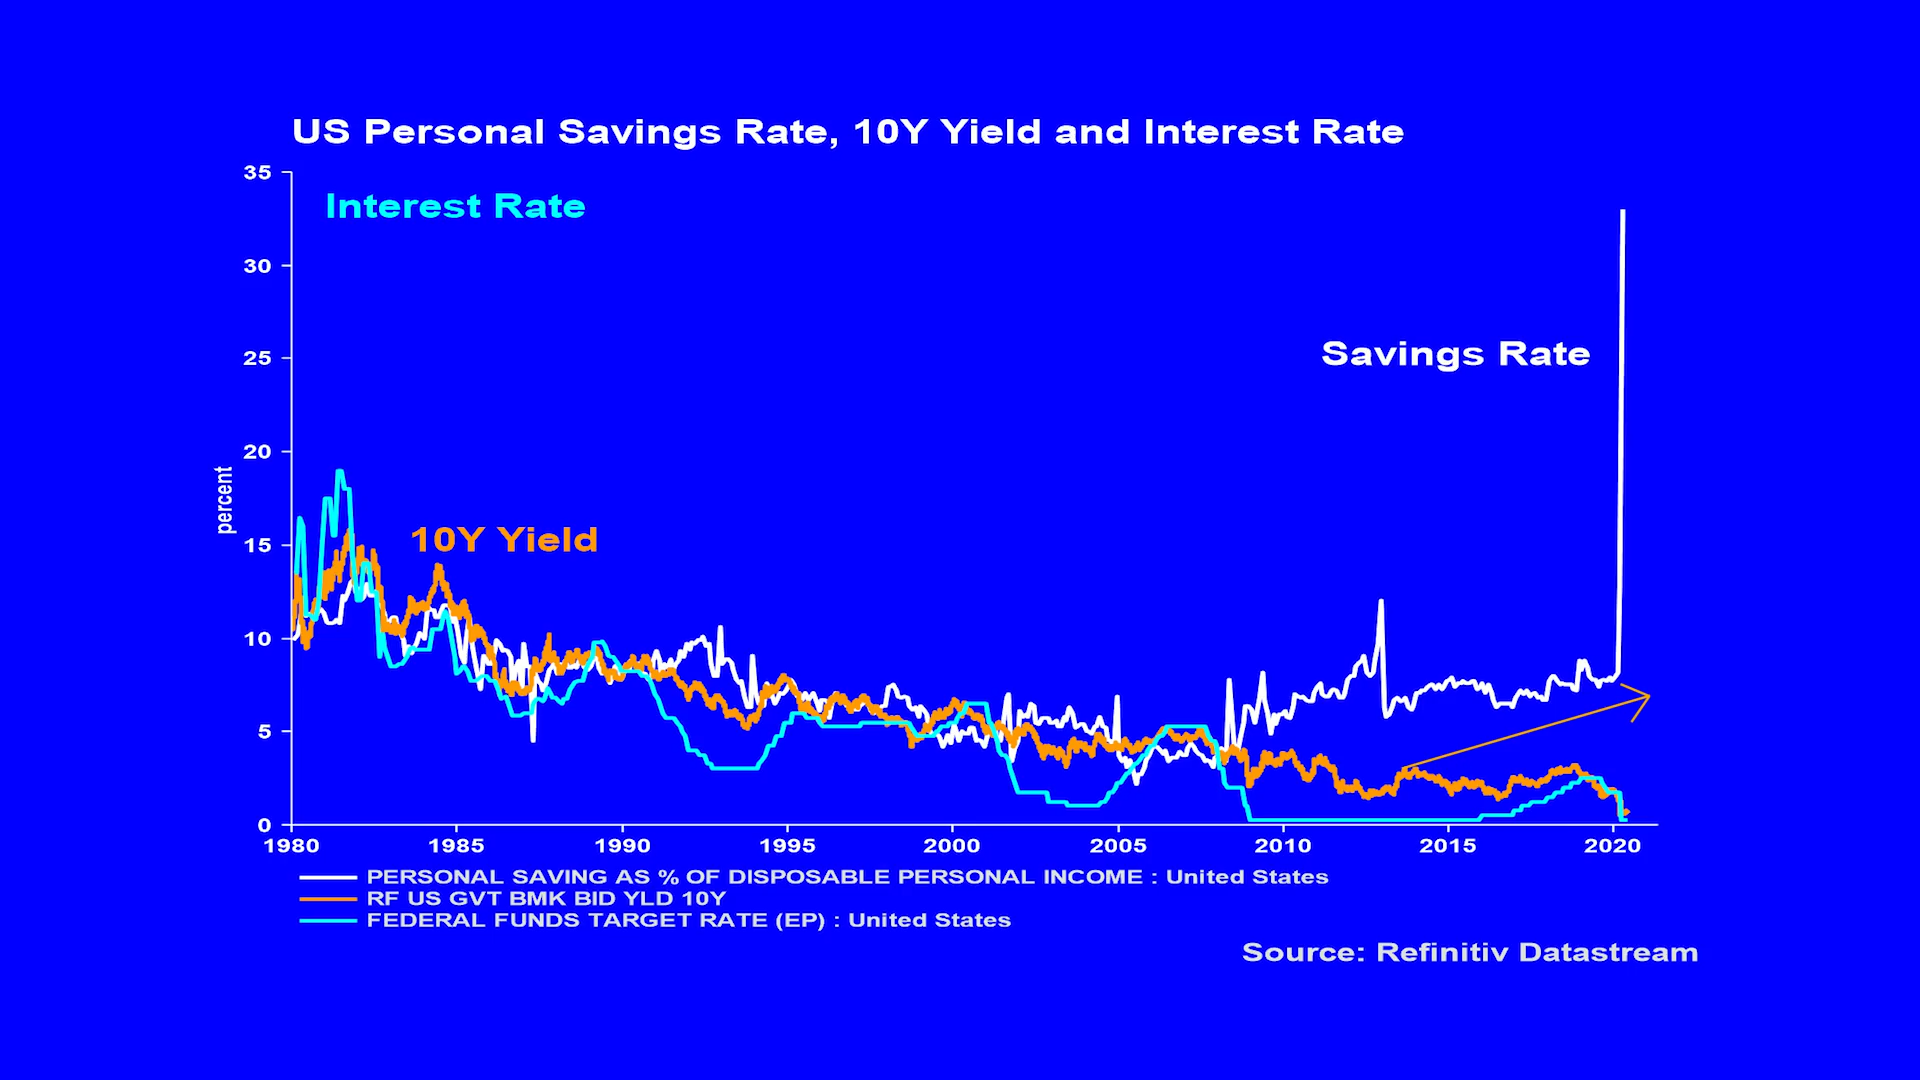 US Personal Savings Rate, 10Y Yield and Interest Rate
35
Interest Rate
30
Savings Rate
25
20
percent
10Y Yield
15
10
5
0
1980 1985 1990 1995 2000 2005 2010 2015 2020
PERSONAL SAVING AS % OF DISPOSABLE PERSONAL INCOME : United States
RF US GVT BMK BID YLD 10Y
FEDERAL FUNDS TARGET RATE (EP) : United States
Source: Refinitiv Datastream